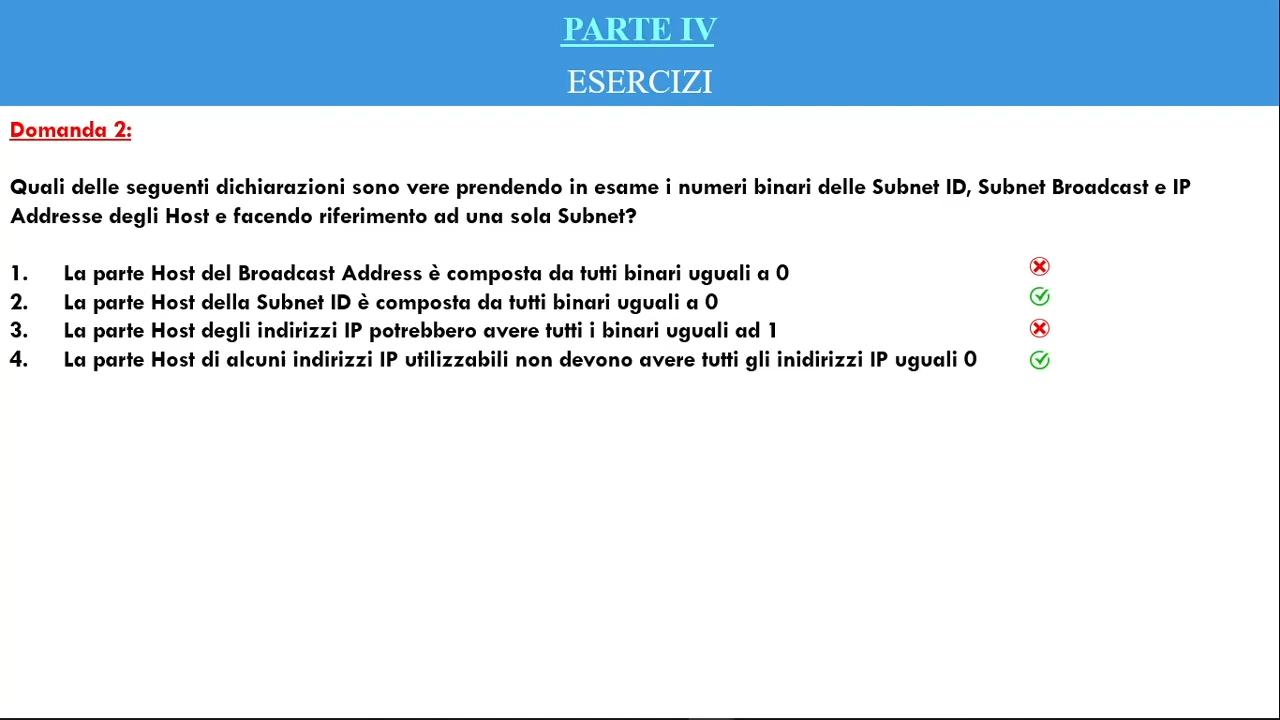 PARTE IV
ESERCIZI
Domanda 2:
Quali delle seguenti dichiarazioni sono vere prendendo in esame i numeri binari delle Subnet ID, Subnet Broadcast e IP
Addresse degli Host e facendo riferimento ad una sola Subnet?
1. La parte Host del Broadcast Address è composta da tutti binari uguali a 0
2. La parte Host della Subnet ID è composta da tutti binari uguali a 0
3. La parte Host degli indirizzi IP potrebbero avere tutti i binari uguali ad 1
4. La parte Host di alcuni indirizzi IP utilizzabili non devono avere tutti gli inidirizzi IP uguali 0